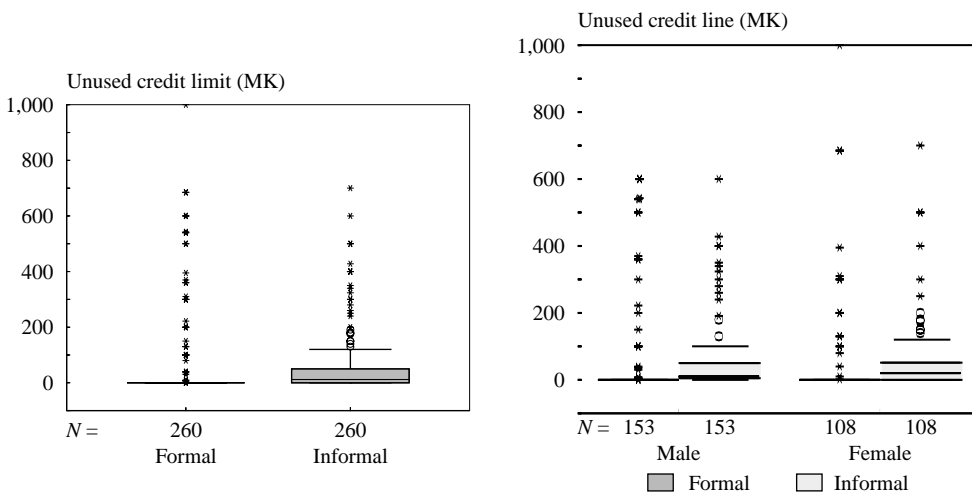 Unused credit limit (MK)
1,000
800
600
400
200
0
N = 260 260
Formal Informal
Unused credit line (MK)
1,000
800
600
400
200
0
N = 153 153 108 108
Male Female
Formal Informal